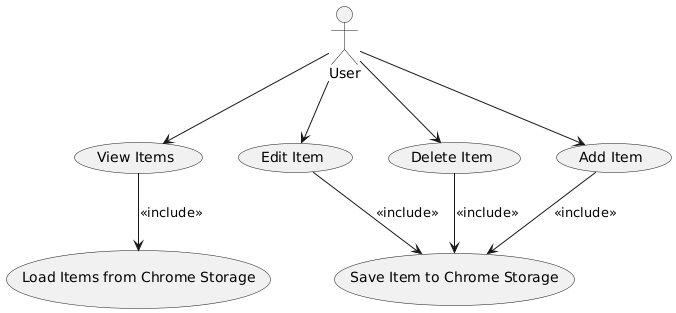 User
View Items
Edit Item
Delete Item
Add Item
«include»
«include»
«include»
«include»
Load Items from Chrome Storage
Save Item to Chrome Storage